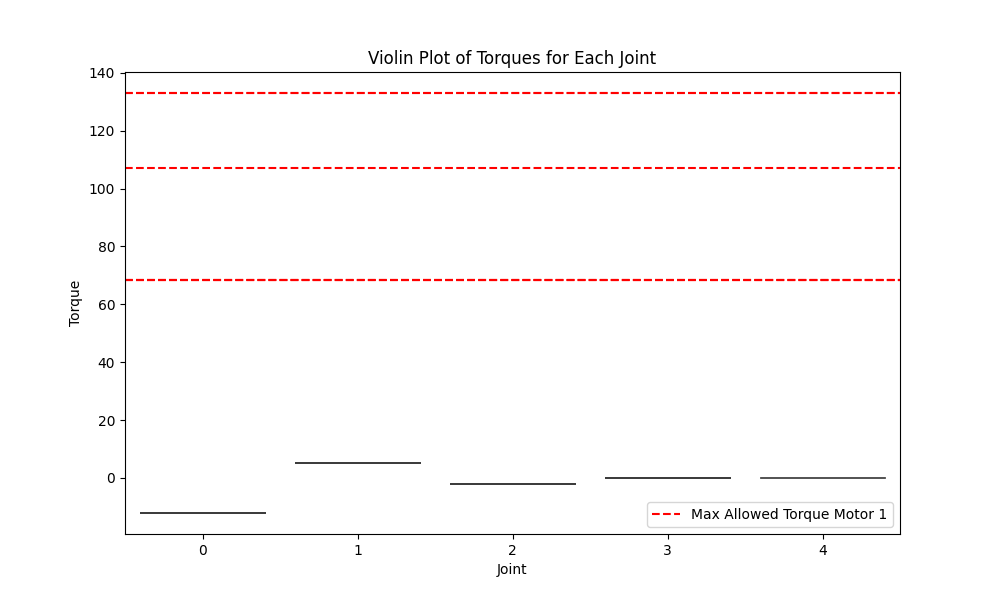 Violin Plot of Torques for Each Joint
140
120
100
80
60
40
20
0
Torque
0 1 2 3 4
Joint
Max Allowed Torque Motor 1